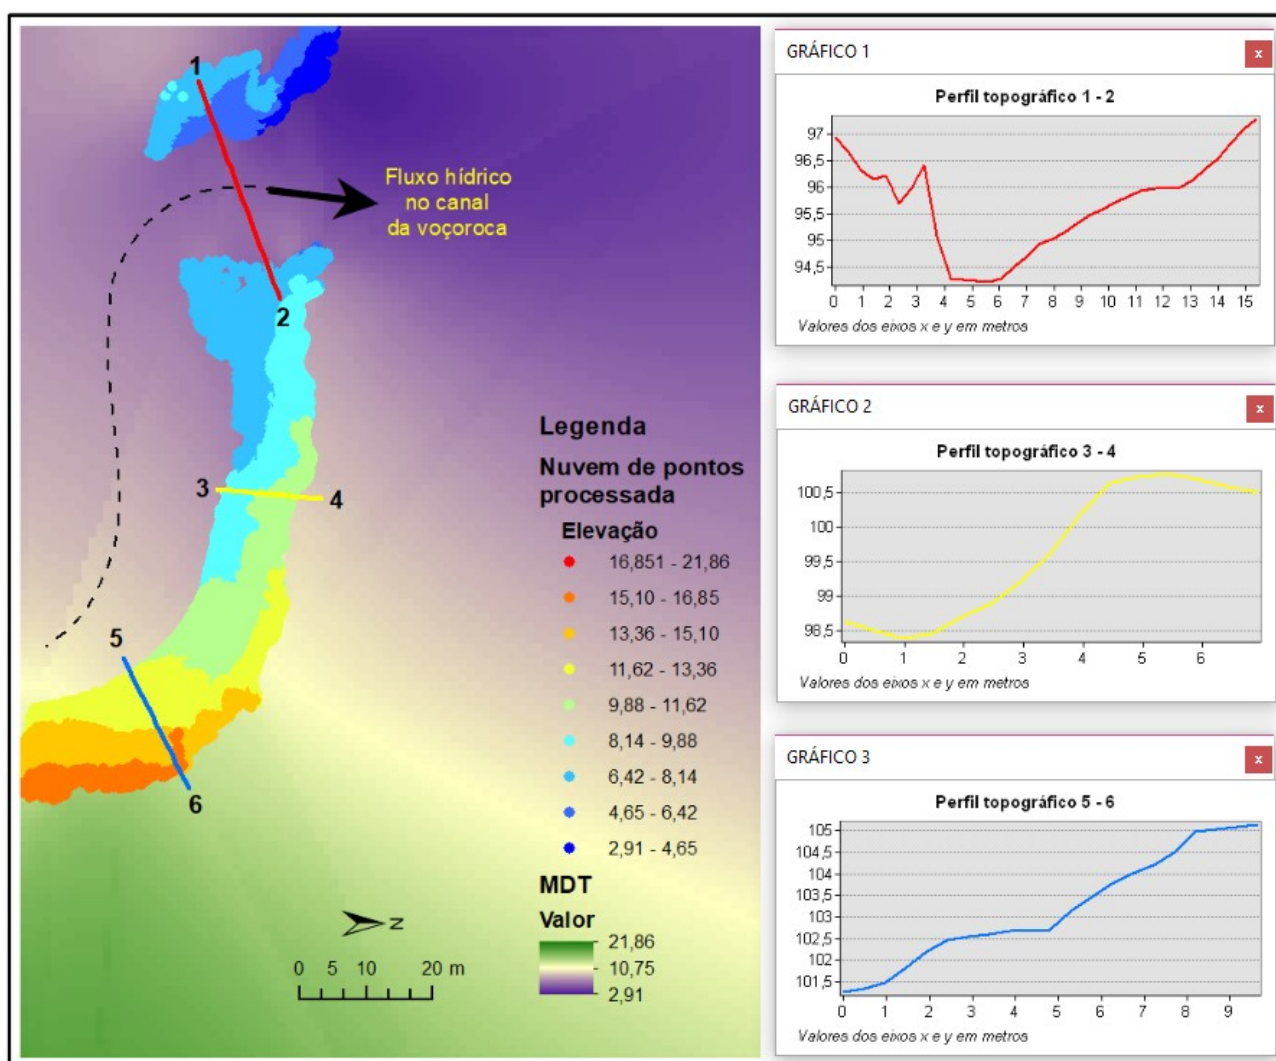 1
Fluxo hídrico
no canal
da voçoroca
2
3
4
5
6
Legenda
Nuvem de pontos
processada
Elevação
16,851 - 21,86
15,10 - 16,85
13,36 - 15,10
11,62 - 13,36
9,88 - 11,62
8,14 - 9,88
6,42 - 8,14
4,65 - 6,42
2,91 - 4,65
MDT
Valor
21,86
10,75
2,91
N
0 5 10 20 m
GRÁFICO 1
x
Perfil topográfico 1 - 2
97
96,5
96
95,5
95
94,5
0 1 2 3 4 5 6 7 8 9 10 11 12 13 14 15
Valores dos eixos x e y em metros
GRÁFICO 2
x
Perfil topográfico 3 - 4
100,5
100
99,5
99
98,5
0 1 2 3 4 5 6
Valores dos eixos x e y em metros
GRÁFICO 3
x
Perfil topográfico 5 - 6
105
104,5
104
103,5
103
102,5
102
101,5
0 1 2 3 4 5 6 7 8 9
Valores dos eixos x e y em metros